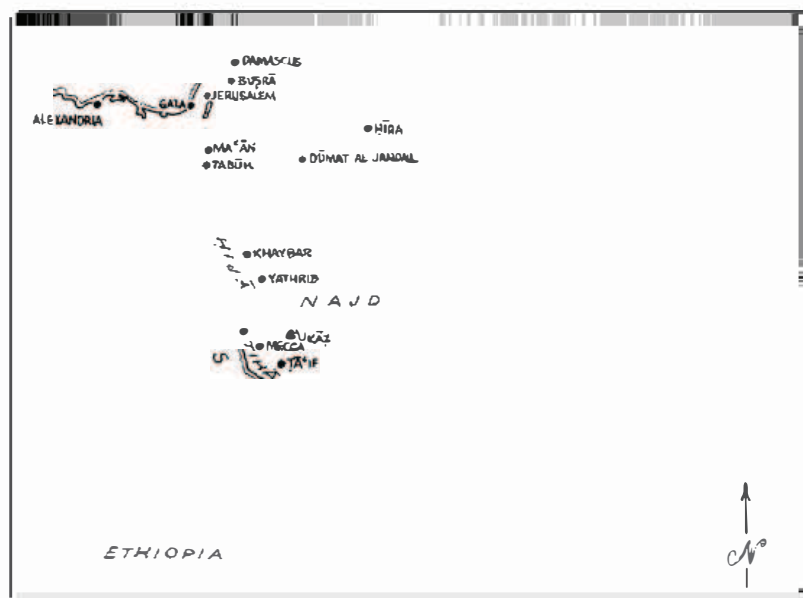 DAMASCUS
BUṢRĀ
JERUSALEM
GAZA
ALEXANDRIA
ḤĪRA
MAʿĀN
DŪMAT AL JANDAL
TABŪK
KHAYBAR
YATHRIB
NAJD
ʿUKĀẒ
MECCA
ṬĀʾIF
ETHIOPIA
N